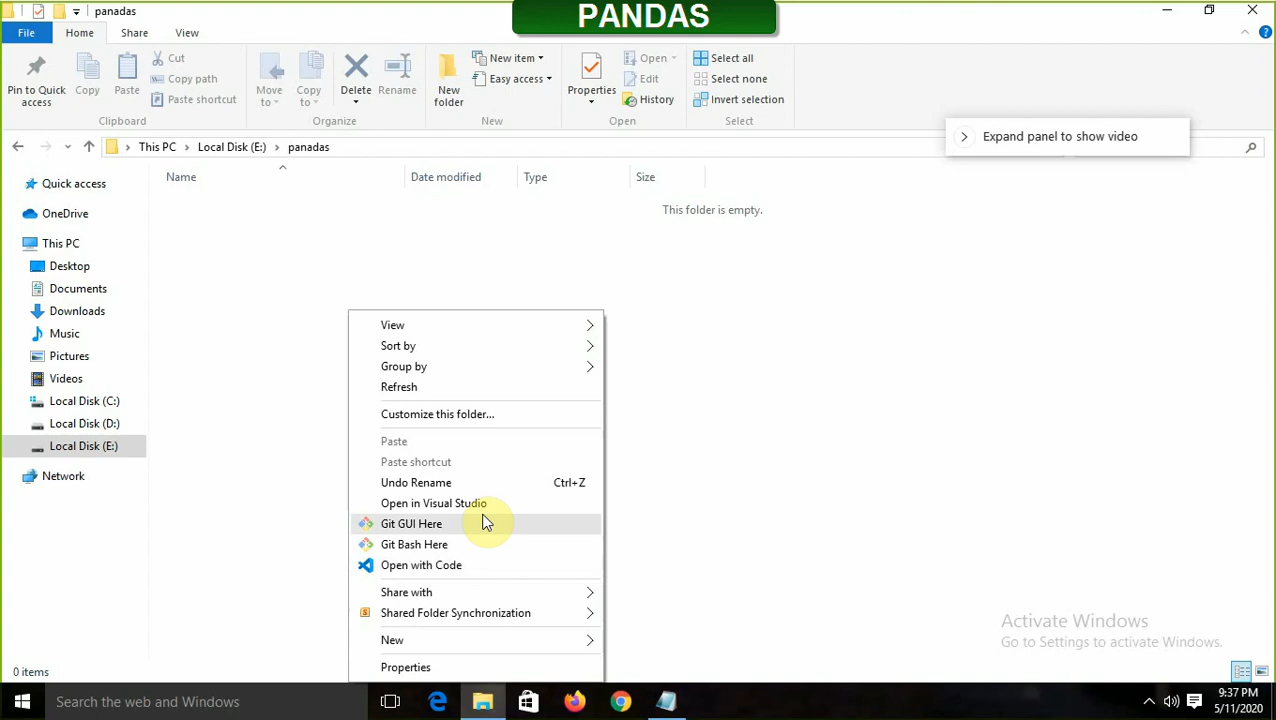 panadas
PANDAS
File
Home
Share
View
Pin to Quick access
Copy
Paste
Cut
Copy path
Paste shortcut
Clipboard
Move to
Copy to
Delete
Rename
Organize
New folder
New item
Easy access
New
Properties
Open
Edit
History
Open
Select all
Select none
Invert selection
Select
This PC
Local Disk (E:)
panadas
Expand panel to show video
Name
Date modified
Type
Size
This folder is empty.
Quick access
OneDrive
This PC
Desktop
Documents
Downloads
Music
Pictures
Videos
Local Disk (C:)
Local Disk (D:)
Local Disk (E:)
Network
View
Sort by
Group by
Refresh
Customize this folder...
Paste
Paste shortcut
Undo Rename Ctrl+Z
Open in Visual Studio
Git GUI Here
Git Bash Here
Open with Code
Share with
S
Shared Folder Synchronization
New
Properties
Activate Windows
Go to Settings to activate Windows.
0 items
Search the web and Windows
9:37 PM
5/11/2020